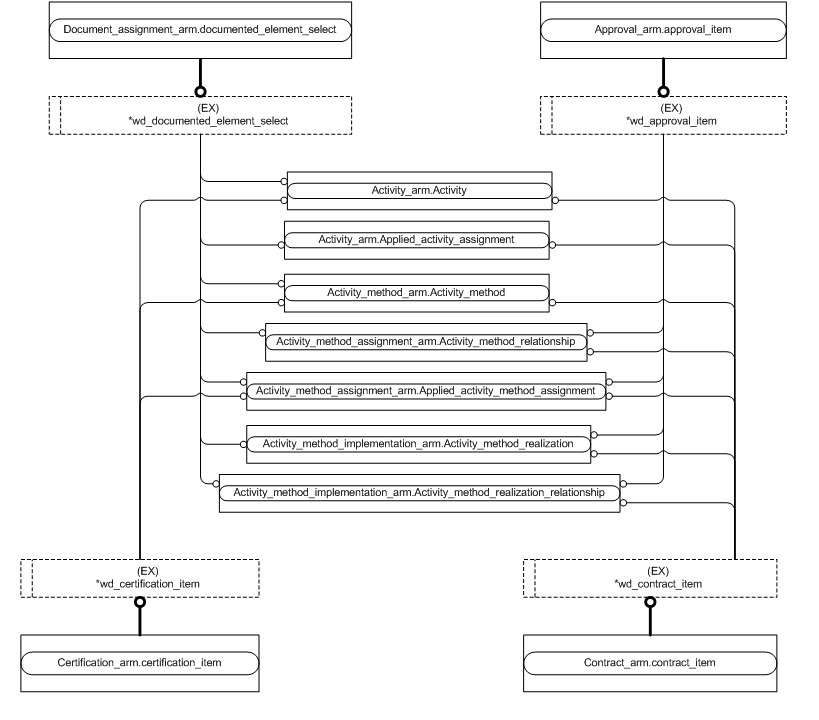 Document_assignment_arm.documented_element_select
Approval_arm.approval_item
(EX)
*wd_documented_element_select
(EX)
*wd_approval_item
Activity_arm.Activity
Activity_arm.Applied_activity_assignment
Activity_method_arm.Activity_method
Activity_method_assignment_arm.Activity_method_relationship
Activity_method_assignment_arm.Applied_activity_method_assignment
Activity_method_implementation_arm.Activity_method_realization
Activity_method_implementation_arm.Activity_method_realization_relationship
(EX)
*wd_certification_item
(EX)
*wd_contract_item
Certification_arm.certification_item
Contract_arm.contract_item